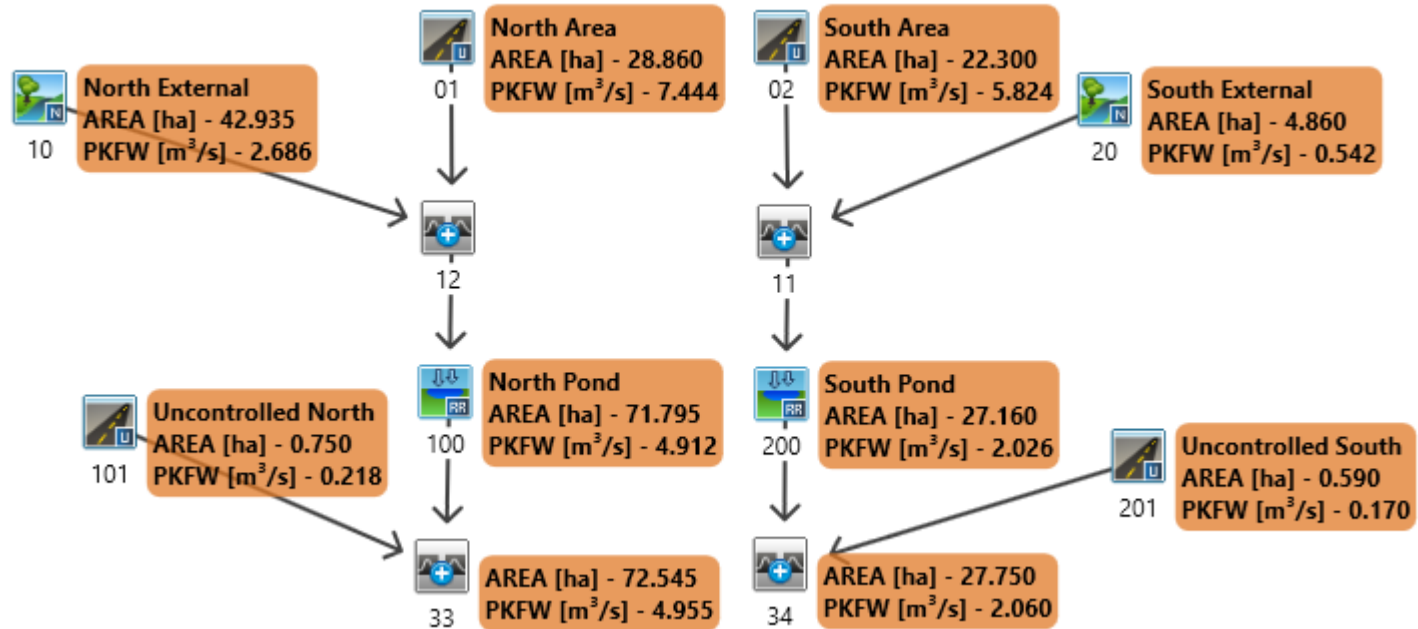 North Area
AREA [ha] - 28.860
PKFW [m³/s] - 7.444
U
01
South Area
AREA [ha] - 22.300
PKFW [m³/s] - 5.824
U
02
North External
AREA [ha] - 42.935
PKFW [m³/s] - 2.686
N
10
South External
AREA [ha] - 4.860
PKFW [m³/s] - 0.542
N
20
12
11
North Pond
AREA [ha] - 71.795
PKFW [m³/s] - 4.912
RR
100
South Pond
AREA [ha] - 27.160
PKFW [m³/s] - 2.026
RR
200
Uncontrolled North
AREA [ha] - 0.750
PKFW [m³/s] - 0.218
U
101
Uncontrolled South
AREA [ha] - 0.590
PKFW [m³/s] - 0.170
U
201
AREA [ha] - 72.545
PKFW [m³/s] - 4.955
33
AREA [ha] - 27.750
PKFW [m³/s] - 2.060
34